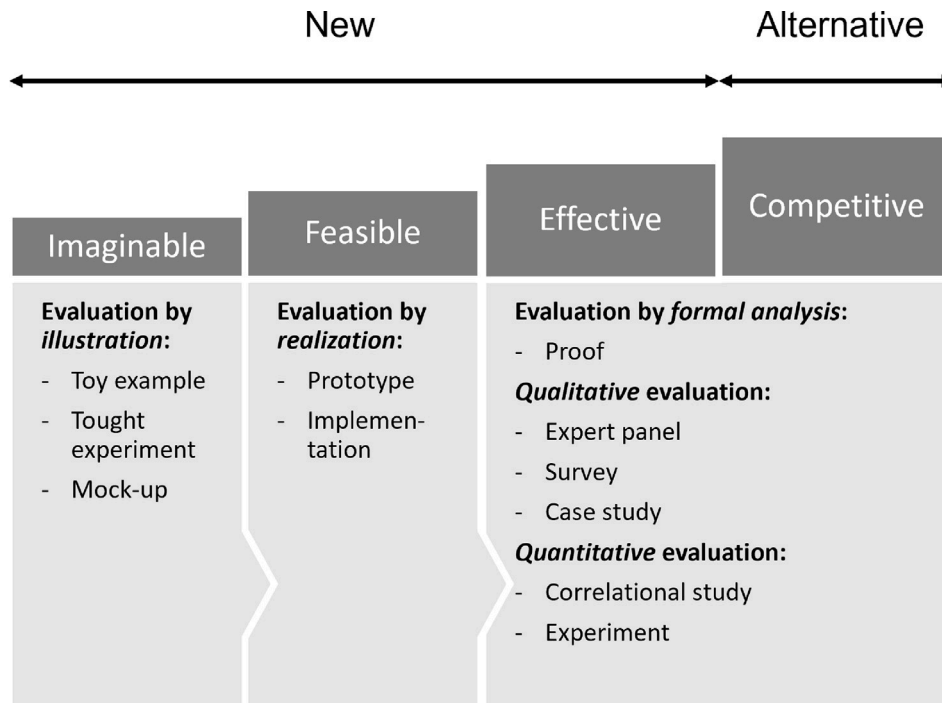 New
Alternative
Imaginable
Feasible
Effective
Competitive
Evaluation by
illustration:
- Toy example
- Tought
experiment
- Mock-up
Evaluation by
realization:
- Prototype
- Implemen-
tation
Evaluation by formal analysis:
- Proof
Qualitative evaluation:
- Expert panel
- Survey
- Case study
Quantitative evaluation:
- Correlational study
- Experiment